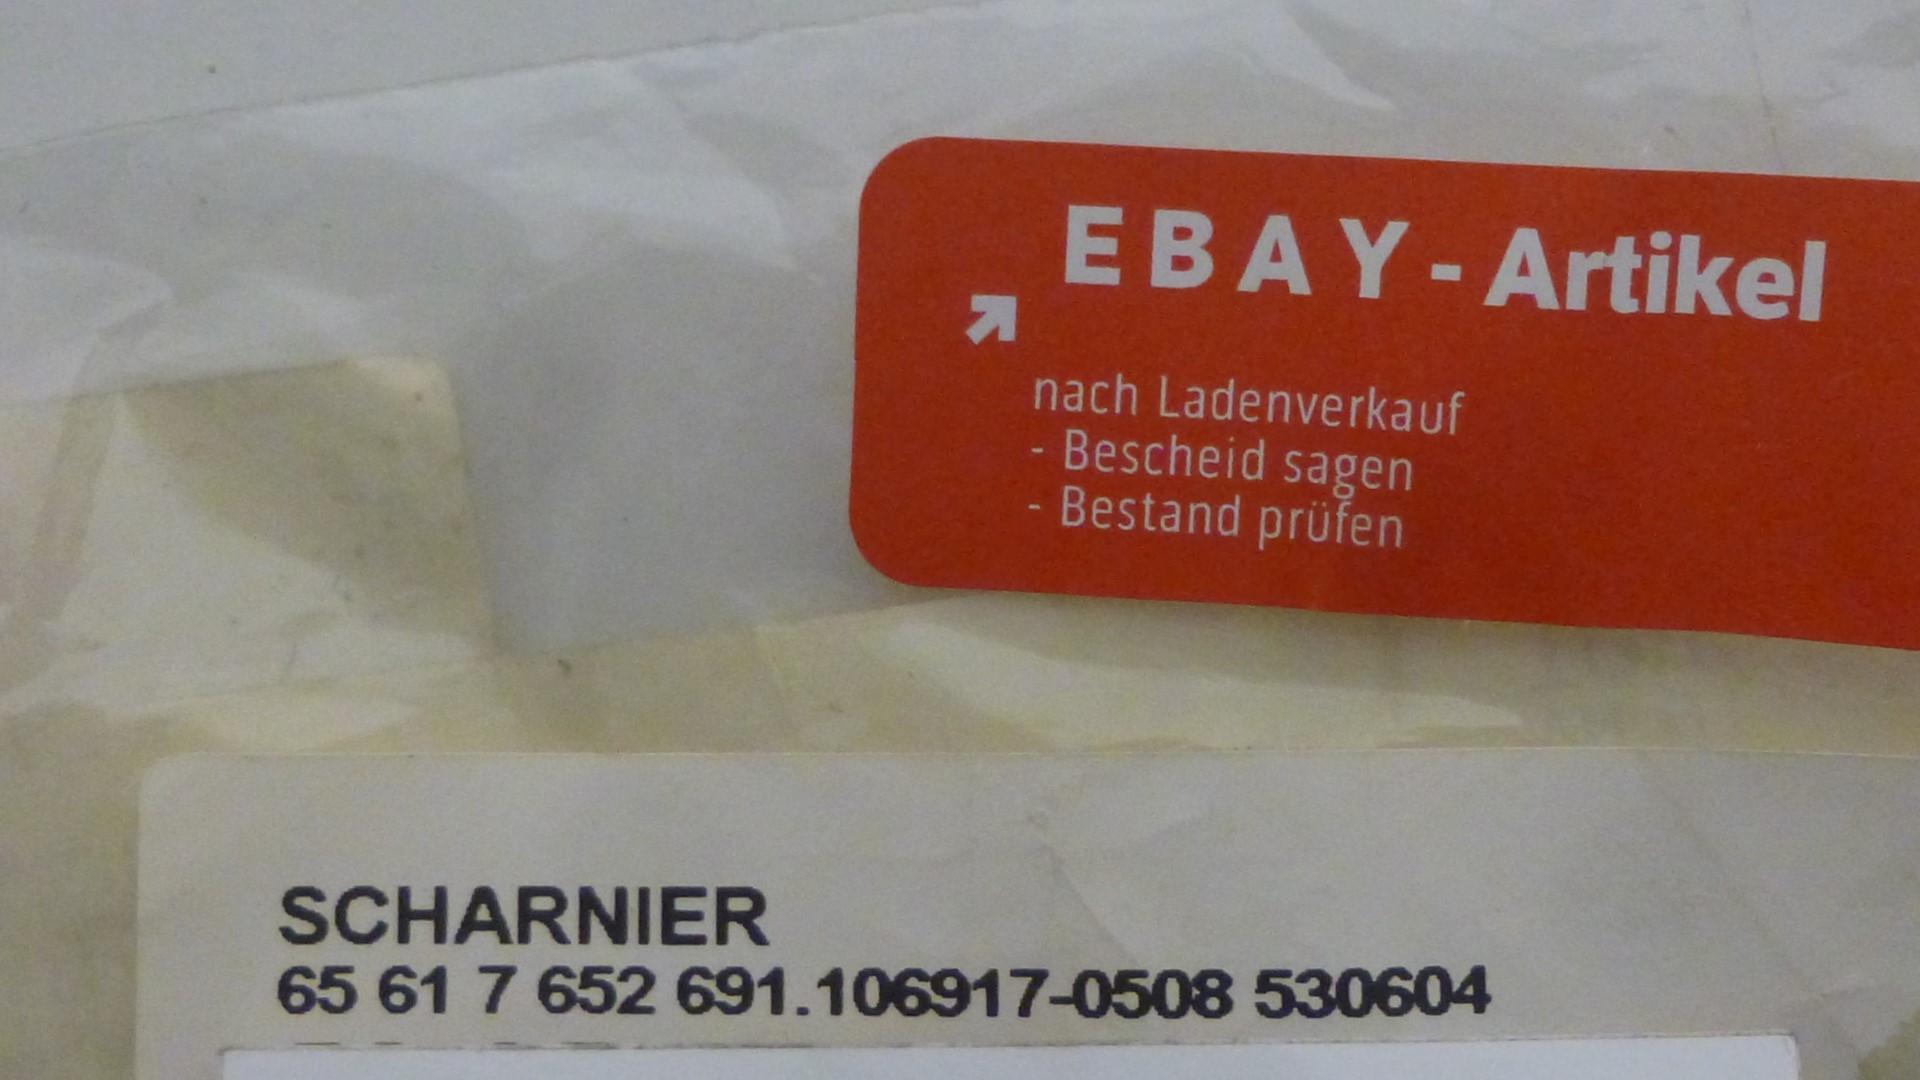 EBAY-Artikel
nach Ladenverkauf
- Bescheid sagen
- Bestand prüfen
SCHARNIER
65 61 7 652 691.106917-0508 530604